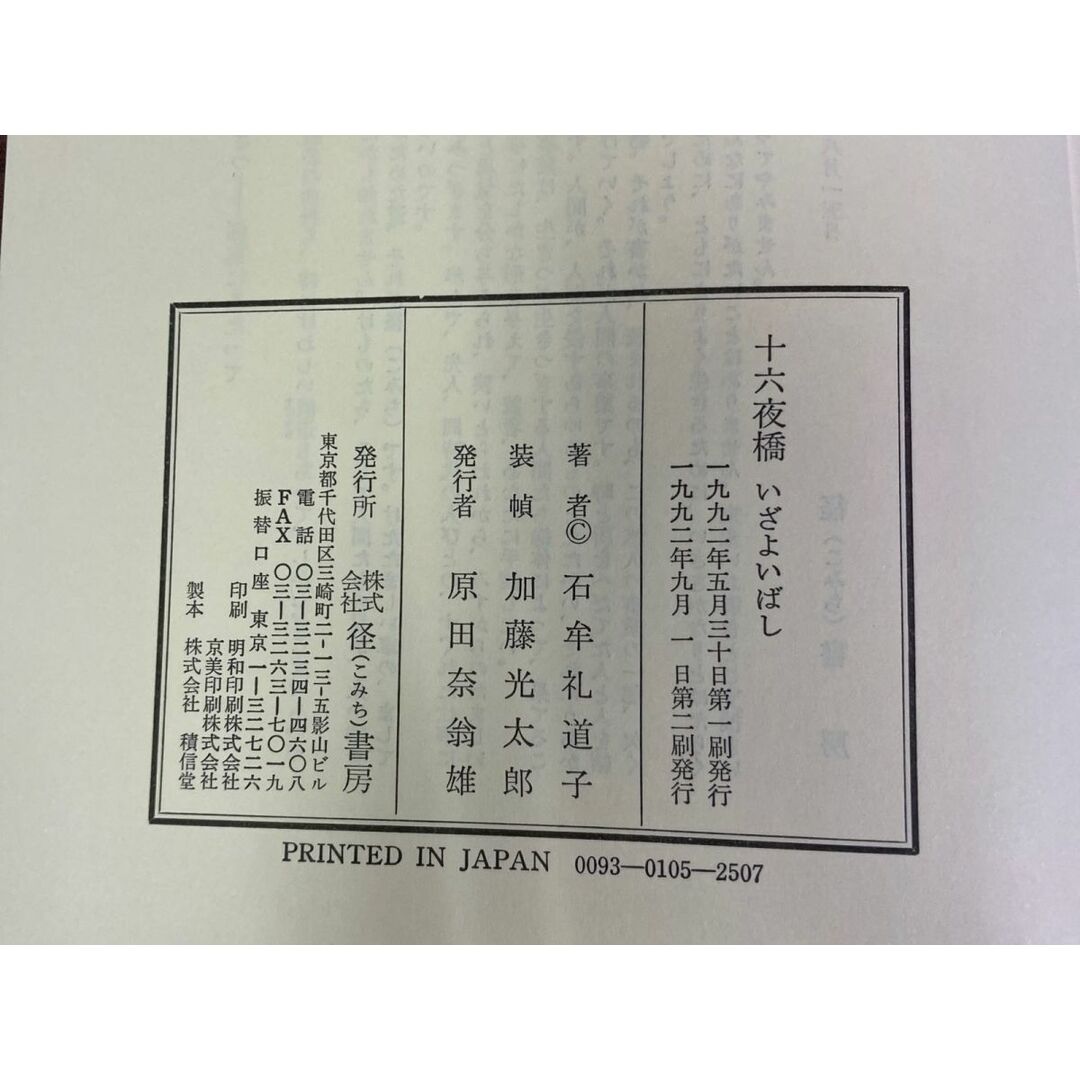 十六夜橋 いざよいばし
一九九二年五月三十日第一刷発行
一九九二年九月 一日第二刷発行
著者© 石牟礼道子
装幀 加藤光太郎
発行者 原田奈翁雄
発行所 株式会社 径(こみち)書房
東京都千代田区三崎町二-一三-五影山ビル
電話 〇三―三二三四―四六〇八
FAX 〇三―三二六三―七〇一九
振替口座 東京 一―三二七二六
印刷 明和印刷株式会社
京美印刷株式会社
製本 株式会社 積信堂
PRINTED IN JAPAN 0093―0105―2507